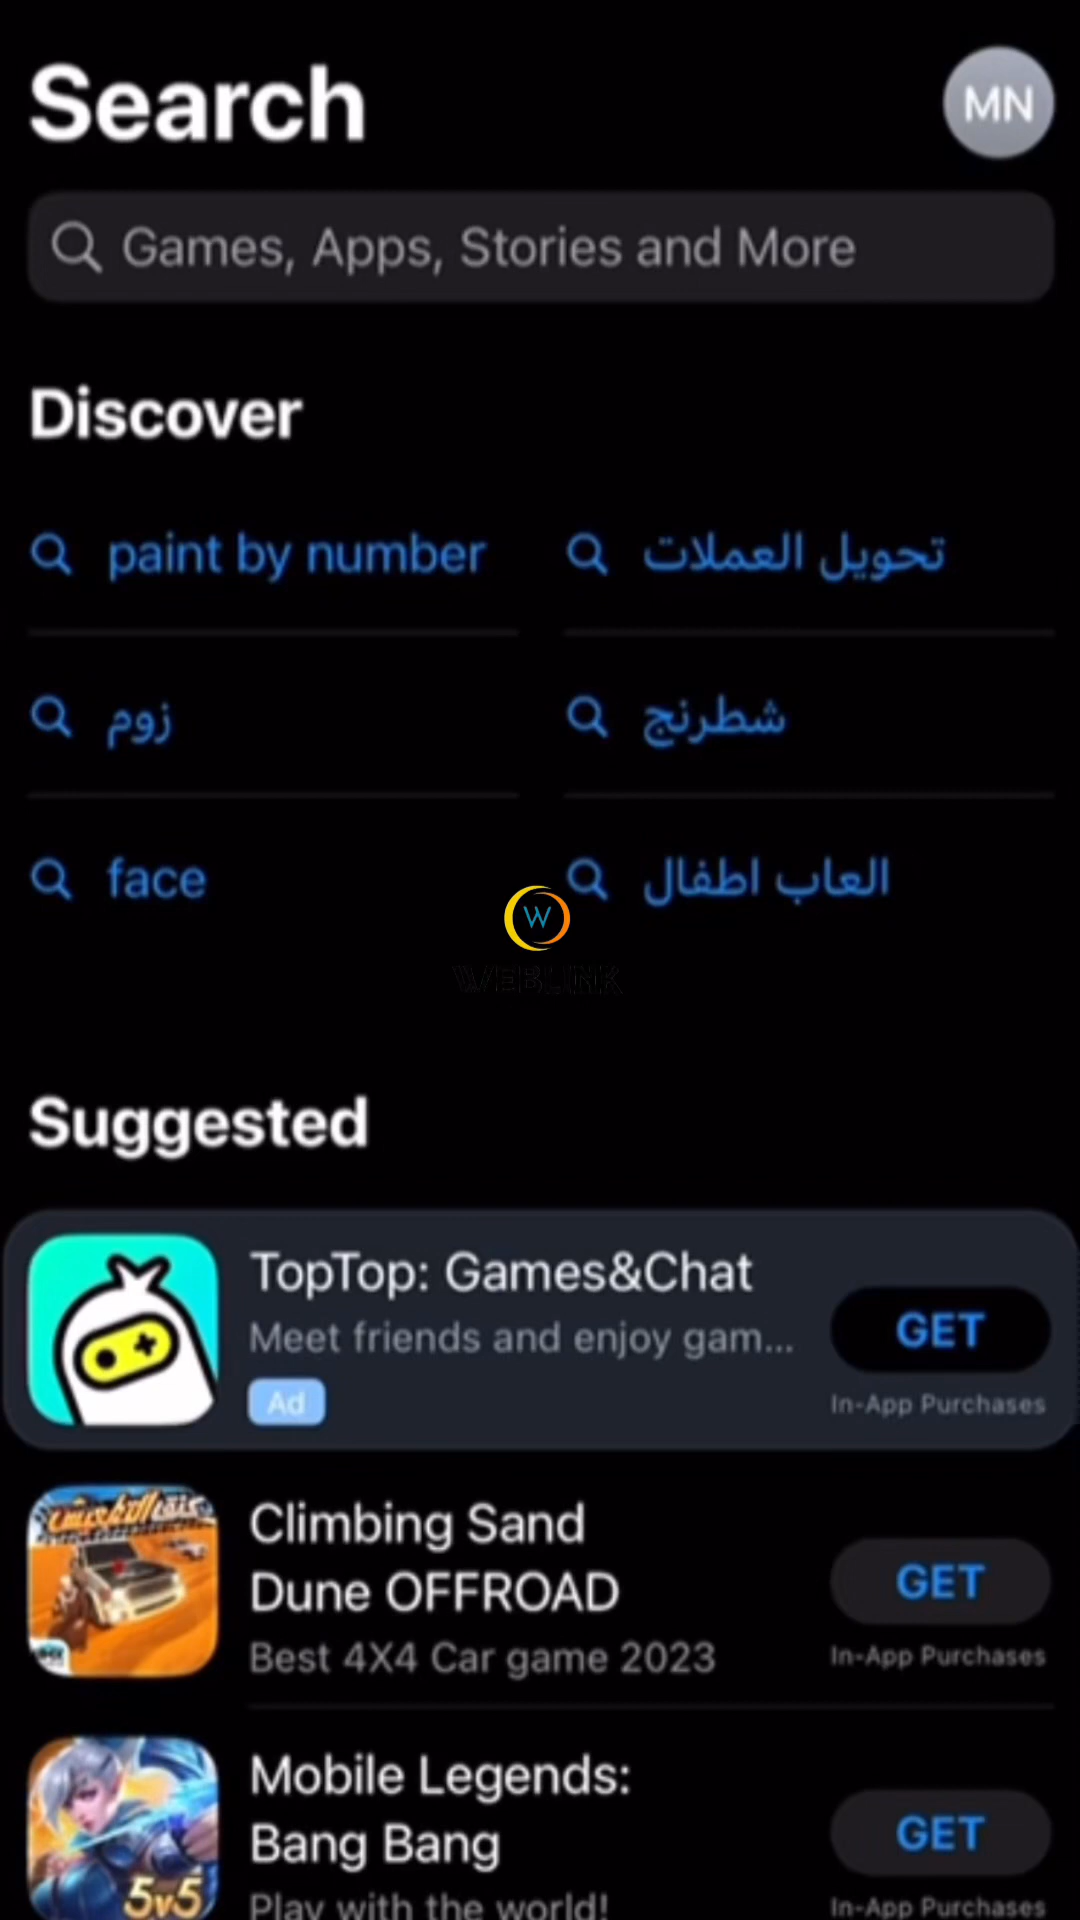 Search
MN
Games, Apps, Stories and More
Discover
paint by number
تحويل العملات
زوم
شطرنج
face
العاب اطفال
W
WEBLINK
Suggested
TopTop: Games&Chat
Meet friends and enjoy gam...
Ad
GET
In-App Purchases
Climbing Sand
Dune OFFROAD
Best 4X4 Car game 2023
GET
In-App Purchases
Mobile Legends:
Bang Bang
Play with the world!
5v5
GET
In-App Purchases